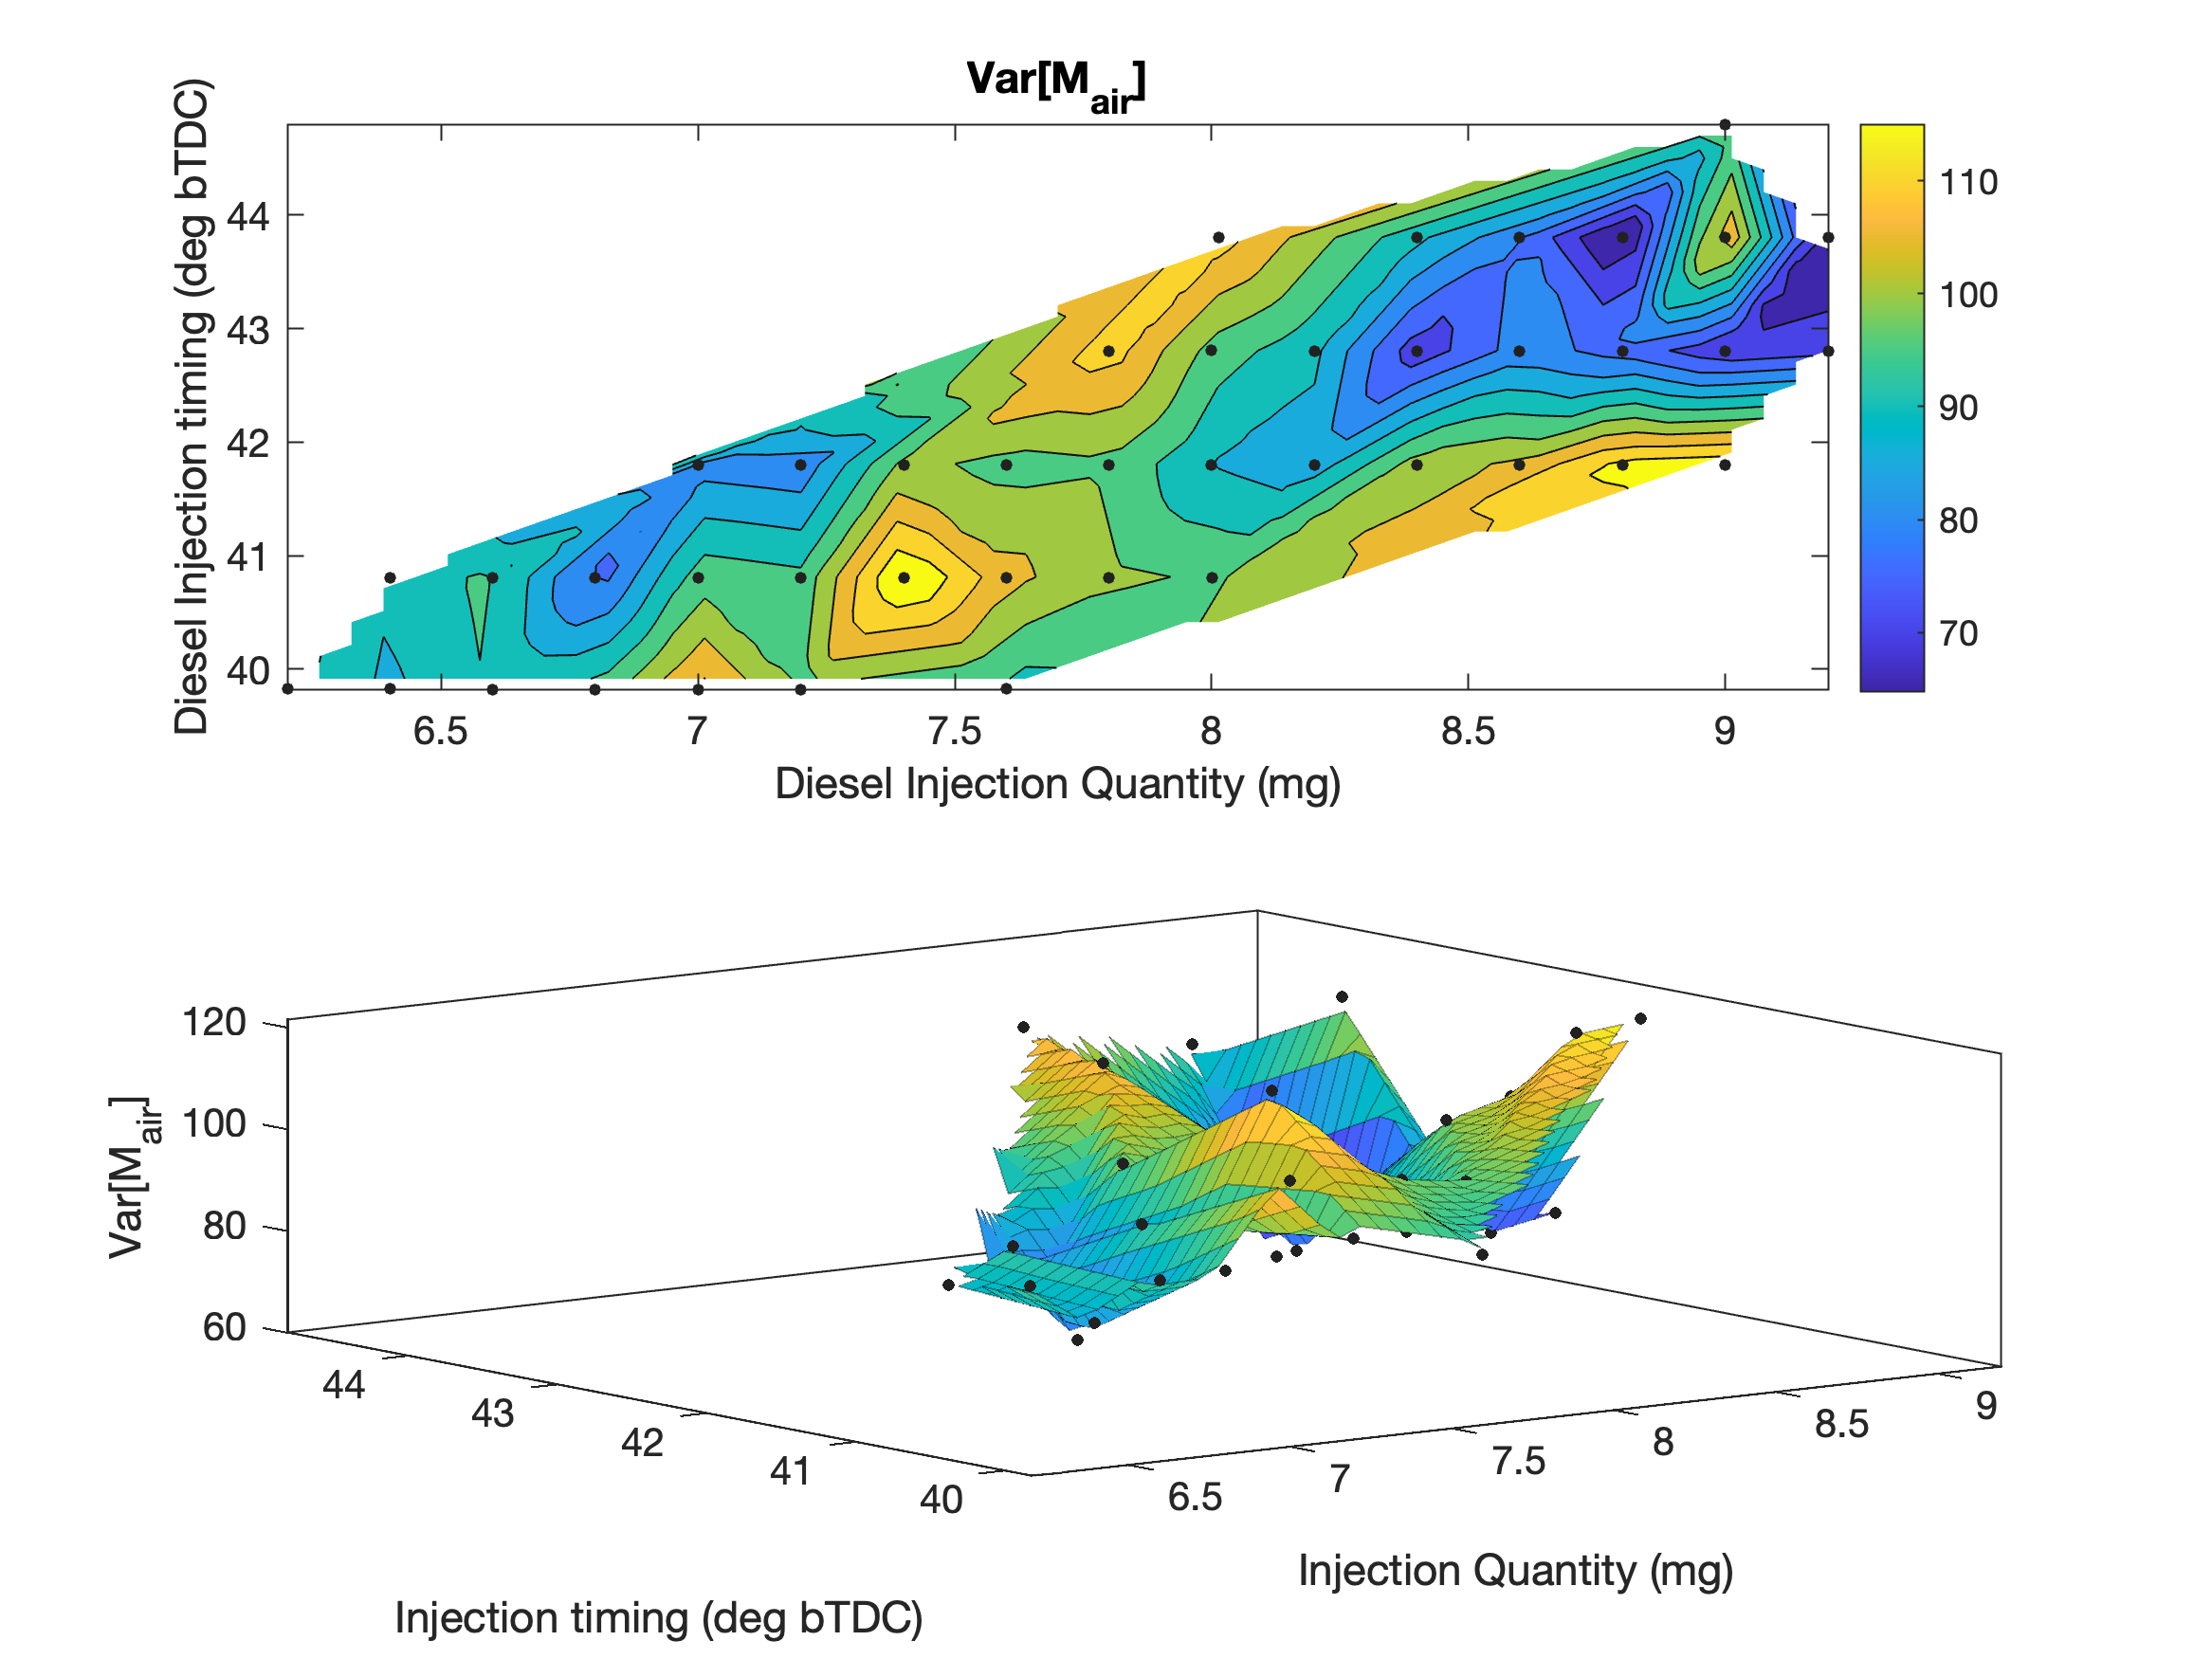 Var[M_air]
Diesel Injection timing (deg bTDC)
44
43
42
41
40
6.5 7 7.5 8 8.5 9
Diesel Injection Quantity (mg)
110
100
90
80
70
Var[M_air]
120
100
80
60
44 43 42 41 40
6.5 7 7.5 8 8.5 9
Injection timing (deg bTDC)
Injection Quantity (mg)